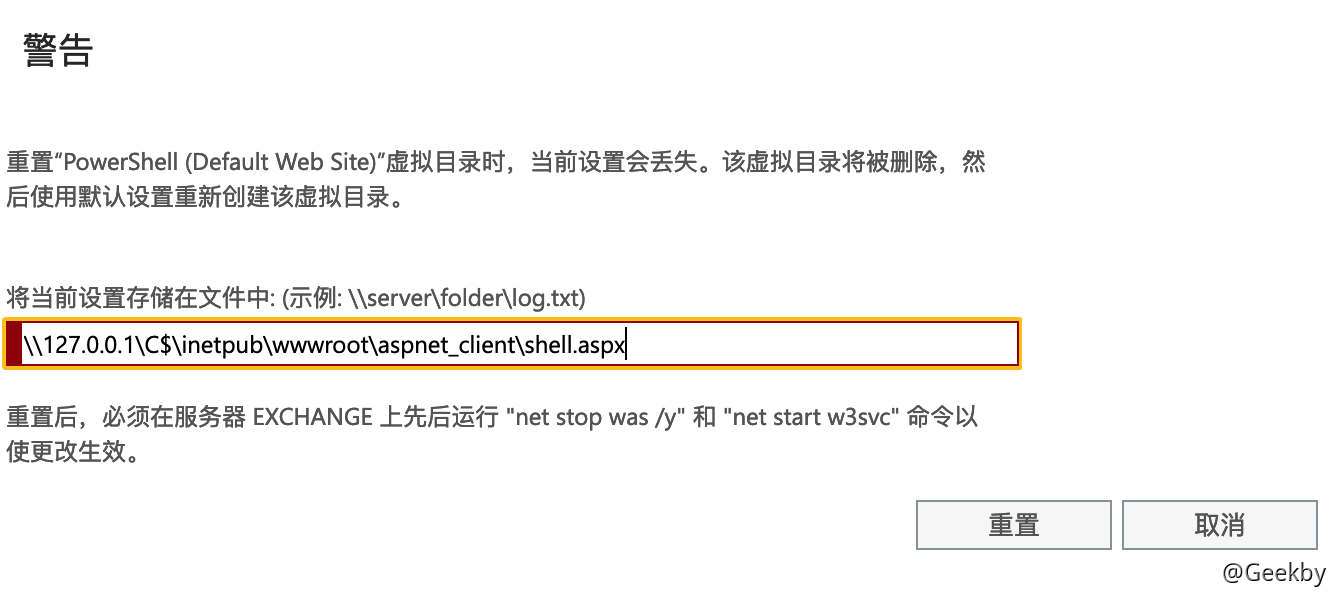 警告
重置“PowerShell (Default Web Site)”虚拟目录时，当前设置会丢失。该虚拟目录将被删除，然
后使用默认设置重新创建该虚拟目录。
将当前设置存储在文件中: (示例: \\server\folder\log.txt)
\\127.0.0.1\C$\inetpub\wwwroot\aspnet_client\shell.aspx
重置后，必须在服务器 EXCHANGE 上先后运行 "net stop was /y" 和 "net start w3svc" 命令以
使更改生效。
重置
取消
@Geekby